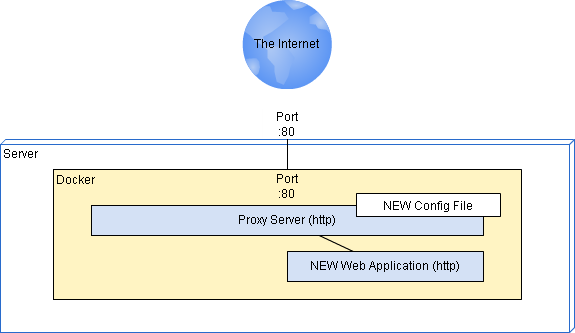 The Internet
Port
:80
Server
Docker
Port
:80
NEW Config File
Proxy Server (http)
NEW Web Application (http)